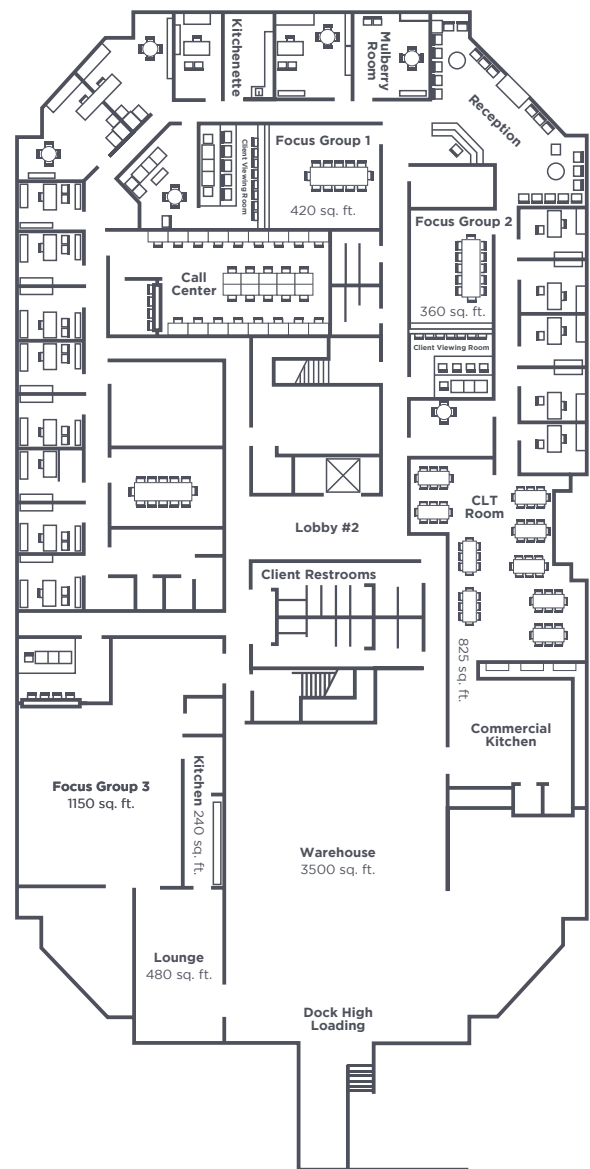 Kitchenette
Mulberry
Room
Reception
Client Viewing Room
Focus Group 1
420 sq. ft.
Focus Group 2
360 sq. ft.
Call
Center
Client Viewing Room
CLT
Room
Lobby #2
Client Restrooms
825 sq. ft.
Commercial
Kitchen
Focus Group 3
1150 sq. ft.
Kitchen 240 sq. ft.
Warehouse
3500 sq. ft.
Lounge
480 sq. ft.
Dock High
Loading